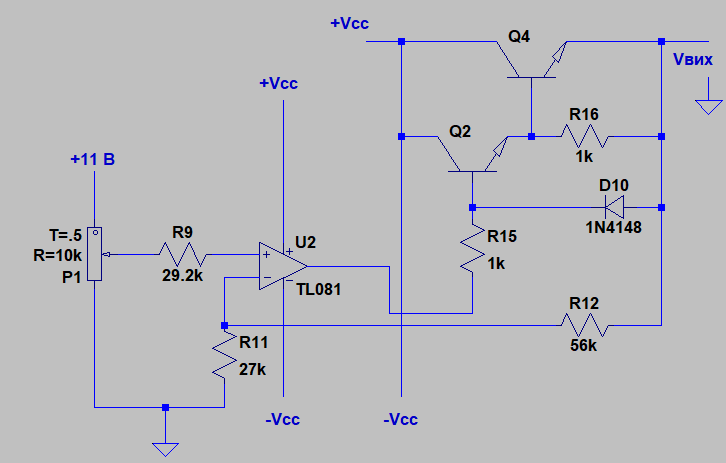 +Vcc
Q4
Vвих
+Vcc
R16
1k
Q2
+11 В
D10
1N4148
T=.5
R=10k
P1
R9
29.2k
+
U2
+
-
-
TL081
R15
1k
R12
56k
R11
27k
-Vcc
-Vcc